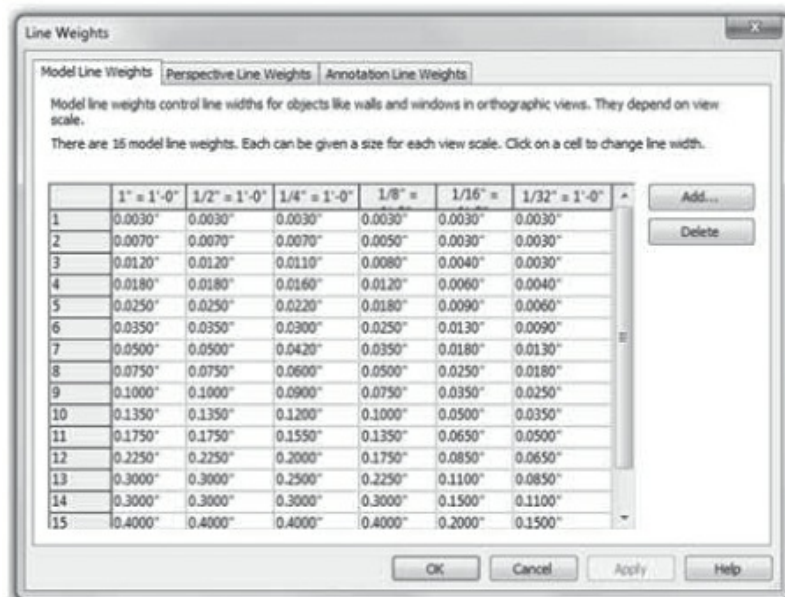 Line Weights
Model Line Weights Perspective Line Weights Annotation Line Weights
Model line weights control line widths for objects like walls and windows in orthographic views. They depend on view
scale.
There are 16 model line weights. Each can be given a size for each view scale. Click on a cell to change line width.
1" = 1'-0" 1/2" = 1'-0" 1/4" = 1'-0" 1/8" = 1/16" = 1/32" = 1'-0" Add...
1 0.0030" 0.0030" 0.0030" 0.0030" 0.0030" 0.0030"
2 0.0070" 0.0070" 0.0070" 0.0050" 0.0030" 0.0030" Delete
3 0.0120" 0.0120" 0.0110" 0.0080" 0.0040" 0.0030"
4 0.0180" 0.0180" 0.0160" 0.0120" 0.0060" 0.0040"
5 0.0250" 0.0250" 0.0220" 0.0180" 0.0090" 0.0060"
6 0.0350" 0.0350" 0.0300" 0.0250" 0.0130" 0.0090"
7 0.0500" 0.0500" 0.0420" 0.0350" 0.0180" 0.0130"
8 0.0750" 0.0750" 0.0600" 0.0500" 0.0250" 0.0180"
9 0.1000" 0.1000" 0.0900" 0.0750" 0.0350" 0.0250"
10 0.1350" 0.1350" 0.1200" 0.1000" 0.0500" 0.0350"
11 0.1750" 0.1750" 0.1550" 0.1350" 0.0650" 0.0500"
12 0.2250" 0.2250" 0.2000" 0.1750" 0.0850" 0.0650"
13 0.3000" 0.3000" 0.2500" 0.2250" 0.1100" 0.0850"
14 0.3000" 0.3000" 0.3000" 0.3000" 0.1500" 0.1100"
15 0.4000" 0.4000" 0.4000" 0.4000" 0.2000" 0.1500"
OK Cancel Apply Help